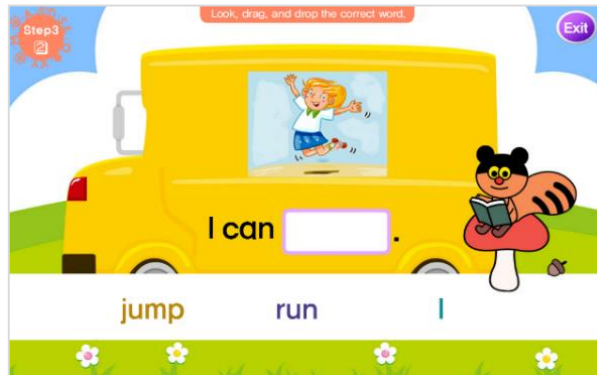 Look, drag, and drop the correct word.
Step3
2
Exit
I can .
jump run I